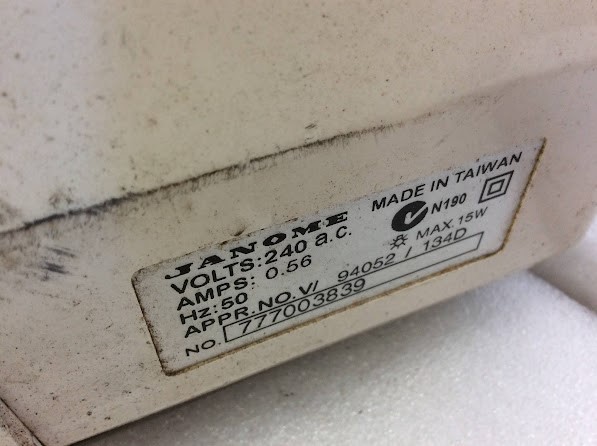 JANOME
MADE IN TAIWAN
VOLTS: 240 a.c.
N190
AMPS: 0.56
MAX. 15W
Hz: 50
APPR. NO. V/ 94052 / 134D
NO. 777003839